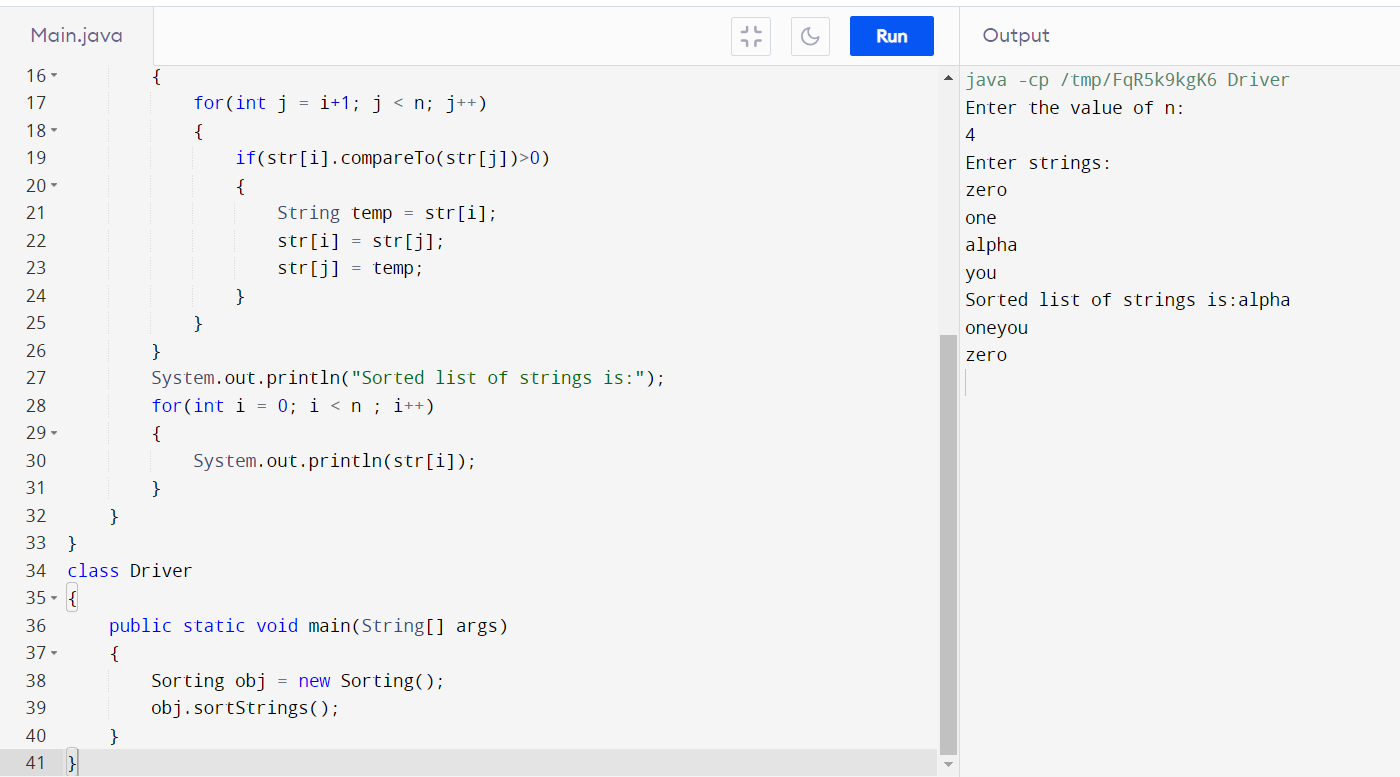 Main.java
Run
Output
16 {
17 for(int j = i+1; j < n; j++)
18 {
19 if(str[i].compareTo(str[j])>0)
20 {
21 String temp = str[i];
22 str[i] = str[j];
23 str[j] = temp;
24 }
25 }
26 }
27 System.out.println("Sorted list of strings is:");
28 for(int i = 0; i < n ; i++)
29 {
30 System.out.println(str[i]);
31 }
32 }
33 }
34 class Driver
35 {
36 public static void main(String[] args)
37 {
38 Sorting obj = new Sorting();
39 obj.sortStrings();
40 }
41 }
java -cp /tmp/FqR5k9kgK6 Driver
Enter the value of n:
4
Enter strings:
zero
one
alpha
you
Sorted list of strings is:alpha
oneyou
zero